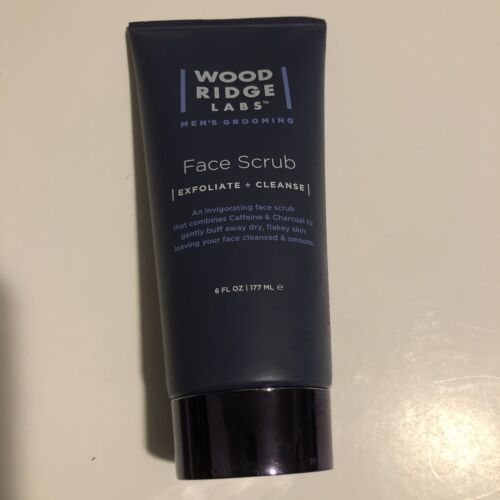 WOOD
RIDGE
LABS™
MEN'S GROOMING
Face Scrub
EXFOLIATE + CLEANSE
An invigorating face scrub
that combines Caffeine & Charcoal to
gently buff away dry, flakey skin,
leaving your face cleansed & smooth.
6 FL OZ | 177 ML ℮